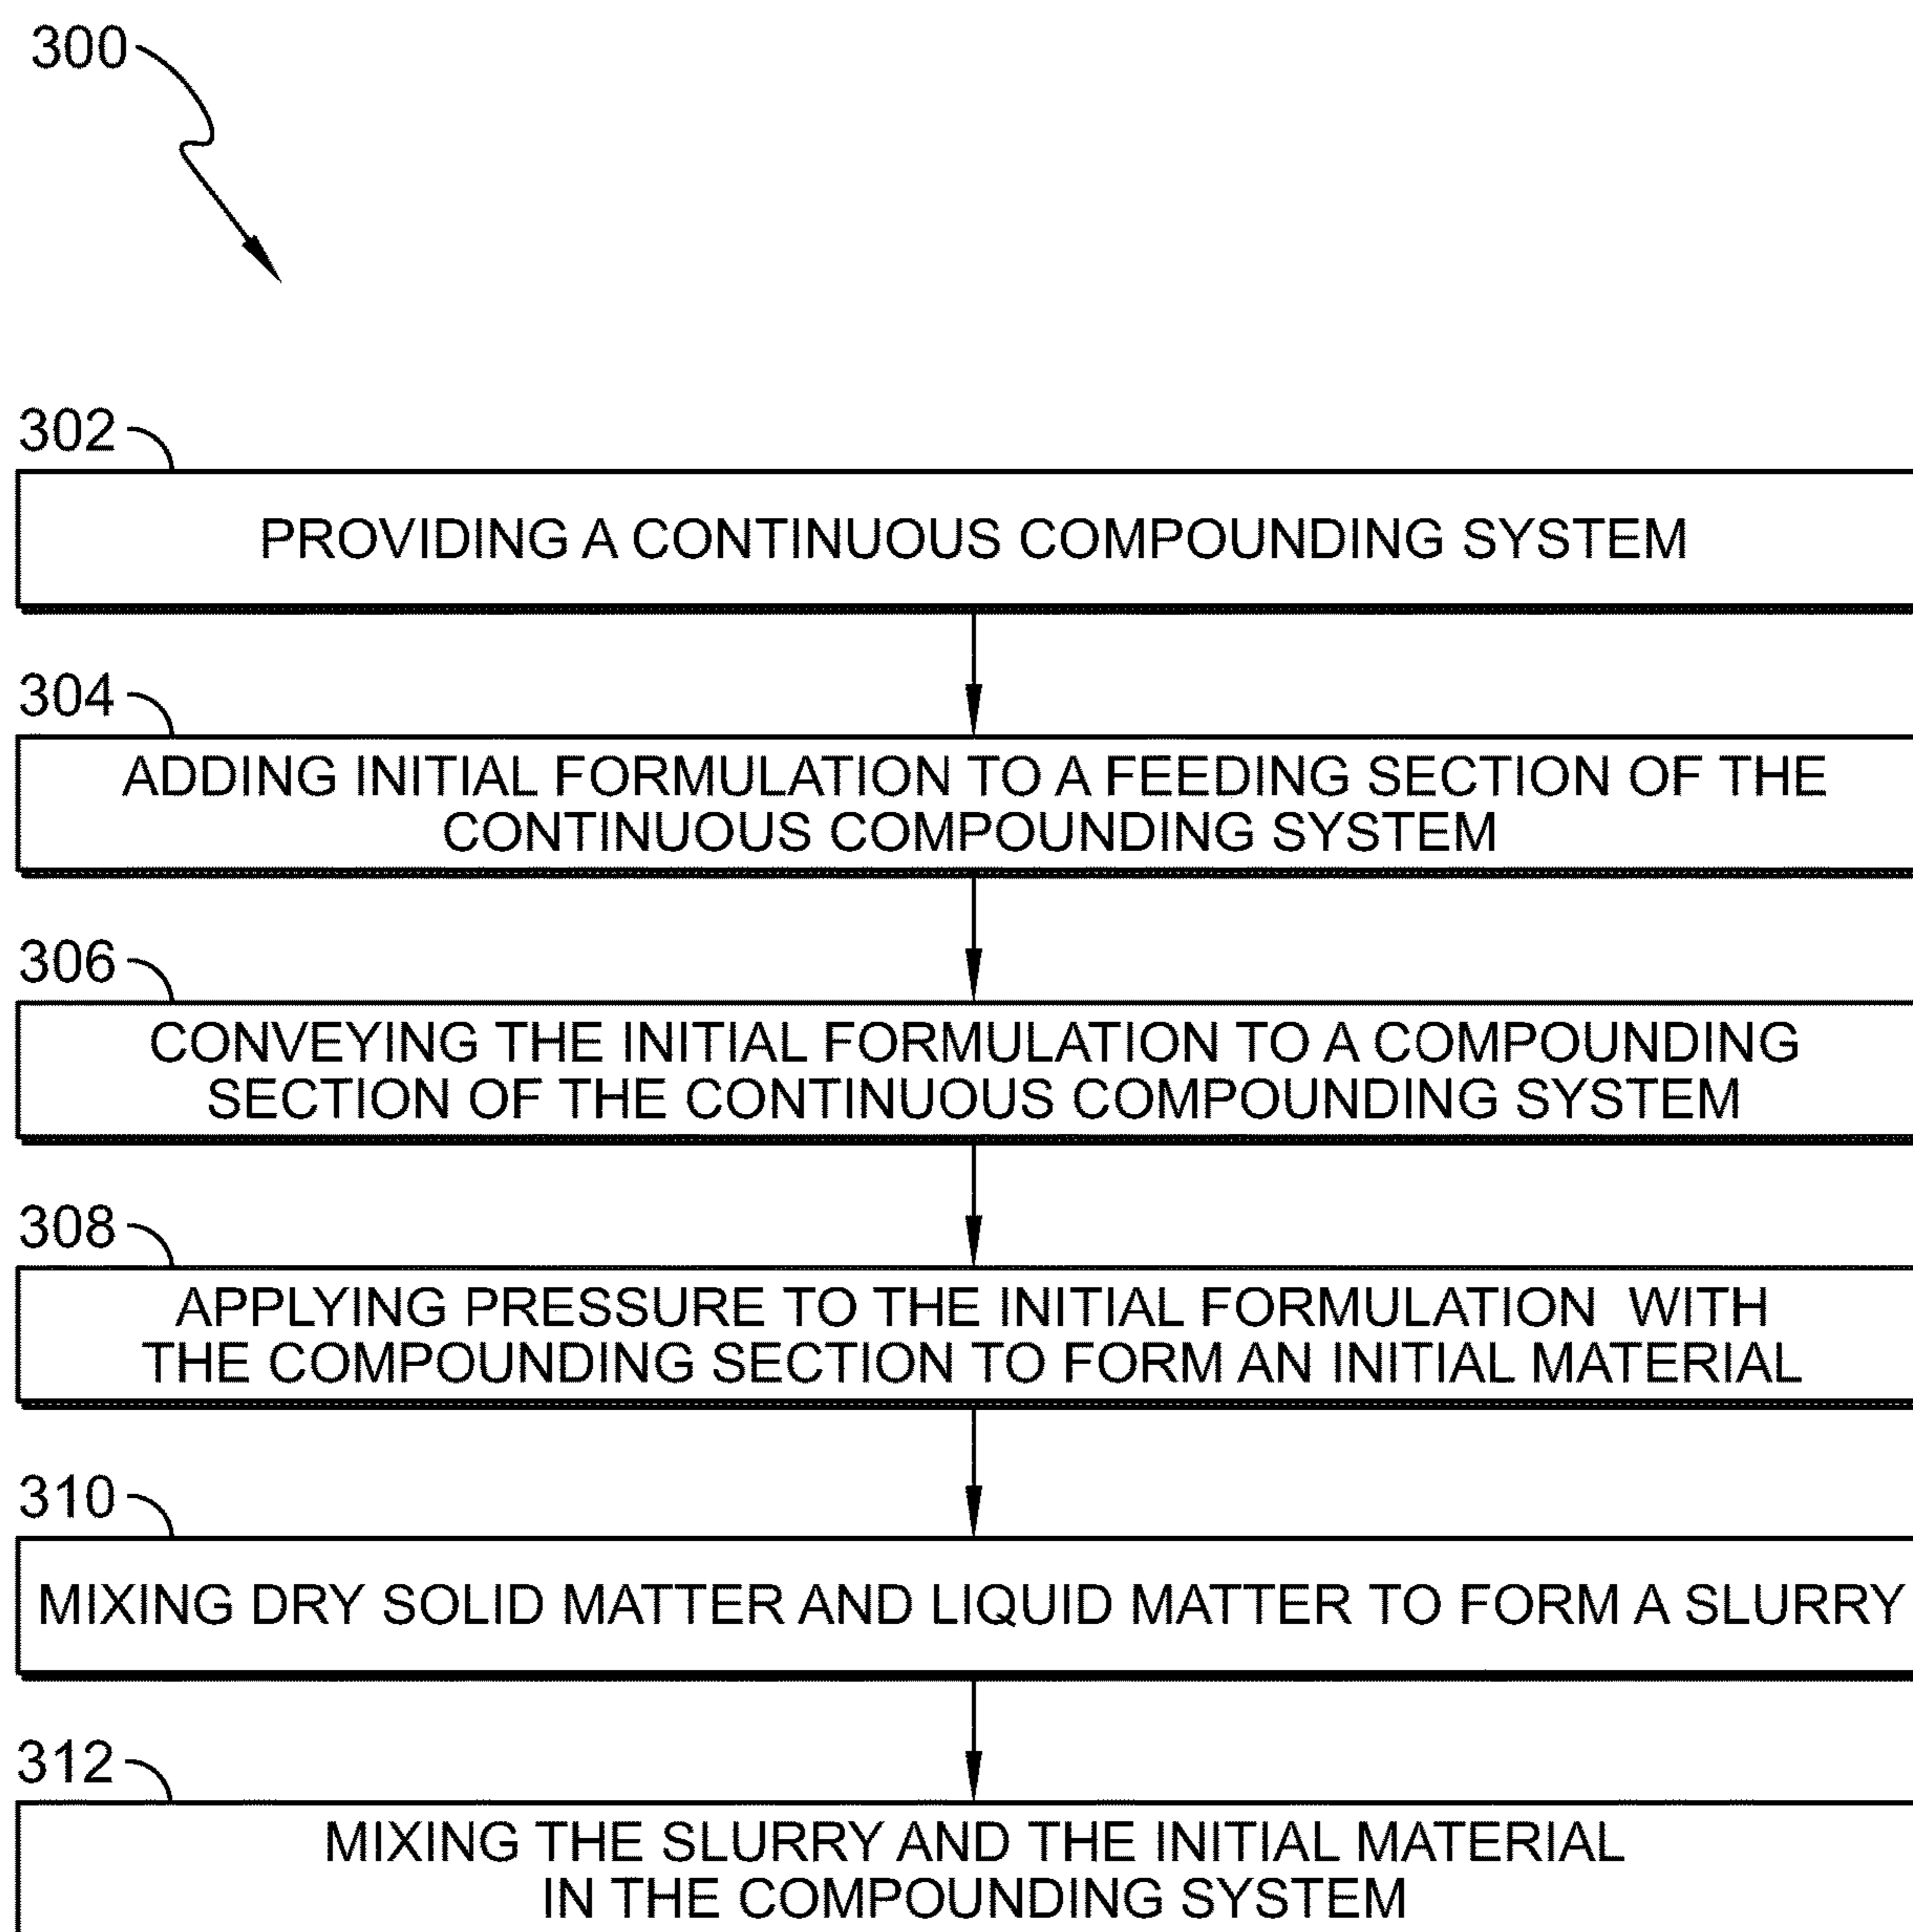 300
302
PROVIDING A CONTINUOUS COMPOUNDING SYSTEM
304
ADDING INITIAL FORMULATION TO A FEEDING SECTION OF THE
CONTINUOUS COMPOUNDING SYSTEM
306
CONVEYING THE INITIAL FORMULATION TO A COMPOUNDING
SECTION OF THE CONTINUOUS COMPOUNDING SYSTEM
308
APPLYING PRESSURE TO THE INITIAL FORMULATION WITH
THE COMPOUNDING SECTION TO FORM AN INITIAL MATERIAL
310
MIXING DRY SOLID MATTER AND LIQUID MATTER TO FORM A SLURRY
312
MIXING THE SLURRY AND THE INITIAL MATERIAL
IN THE COMPOUNDING SYSTEM